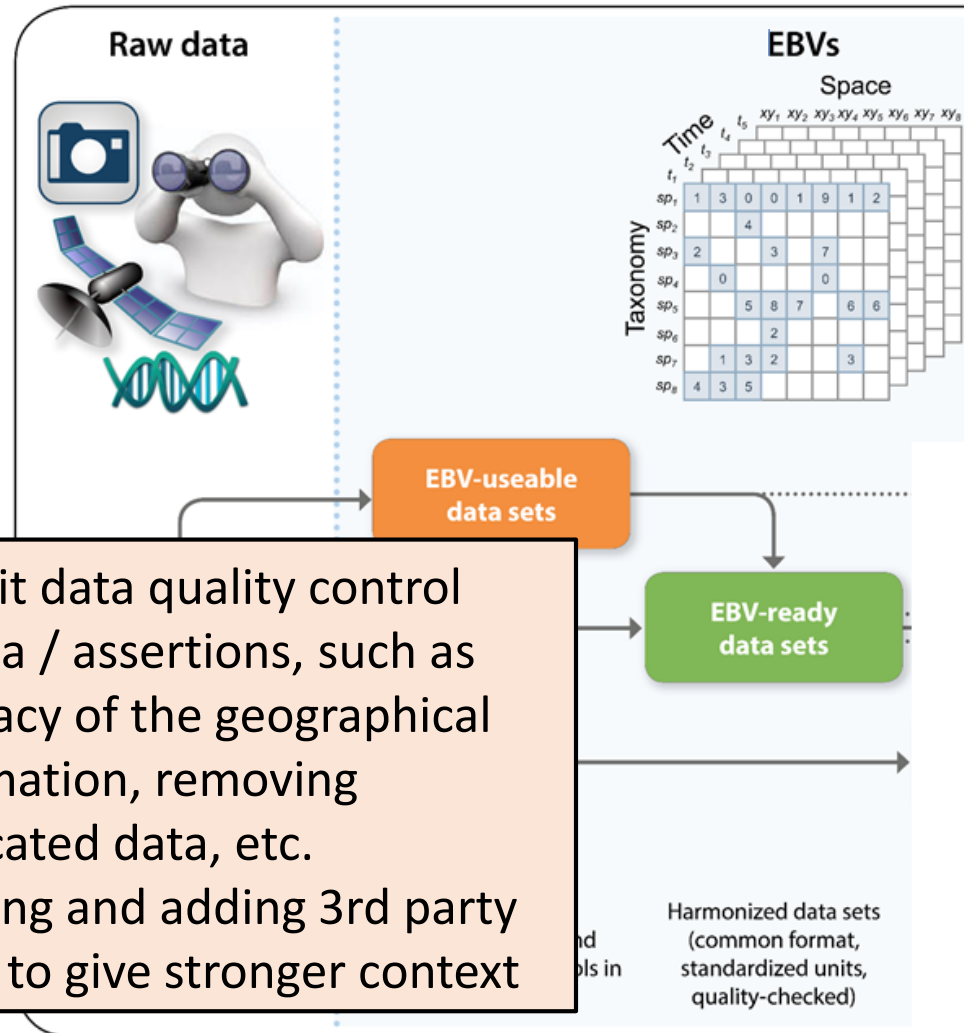 Raw data
EBVs
Space
Time
xy1 xy2 xy3 xy4 xy5 xy6 xy7 xy8
t5
t4
t3
t2
t1
Taxonomy
sp1 1 3 0 0 1 9 1 2
sp2 4
sp3 2 3 7
sp4 0 0
sp5 5 8 7 6 6
sp6 2
sp7 1 3 2 3
sp8 4 3 5
EBV-useable
data sets
EBV-ready
data sets
it data quality control
a / assertions, such as
acy of the geographical
mation, removing
cated data, etc.
ng and adding 3rd party
to give stronger context
nd
ols in
Harmonized data sets
(common format,
standardized units,
quality-checked)